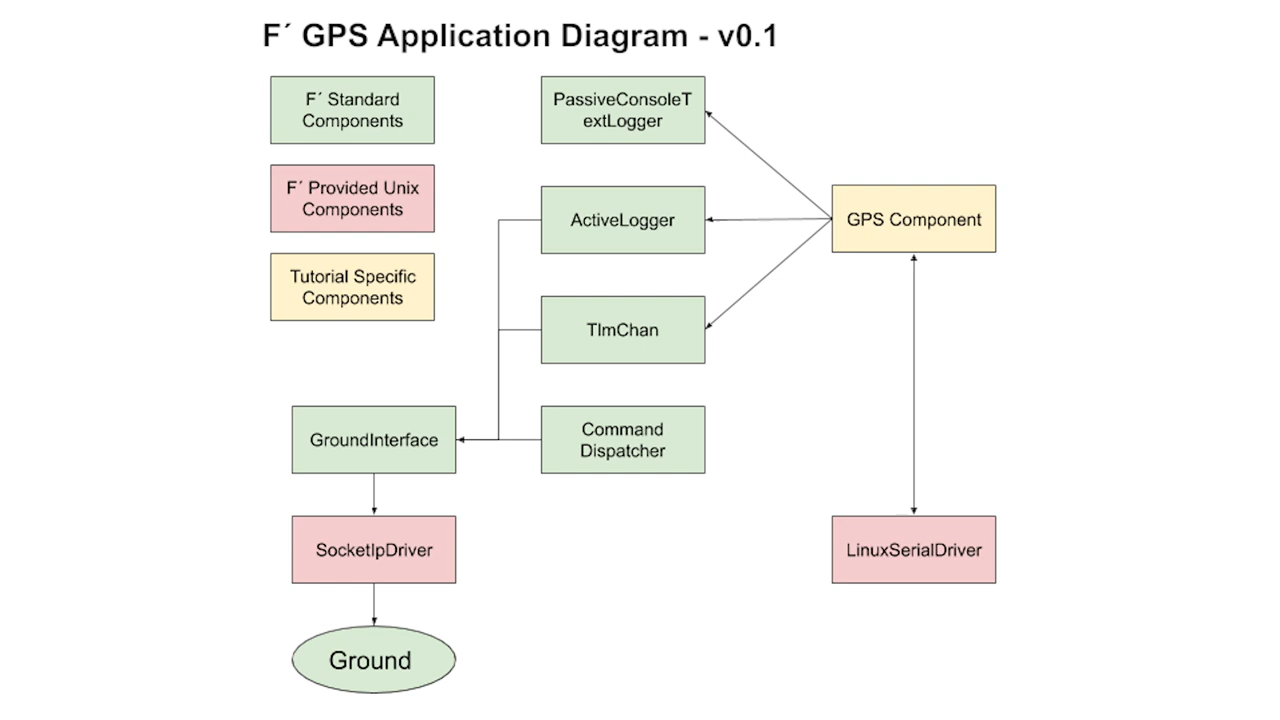 F´ GPS Application Diagram - v0.1
F´ Standard
Components
F´ Provided Unix
Components
Tutorial Specific
Components
PassiveConsoleT
extLogger
ActiveLogger
TlmChan
Command
Dispatcher
GPS Component
GroundInterface
SocketIpDriver
LinuxSerialDriver
Ground